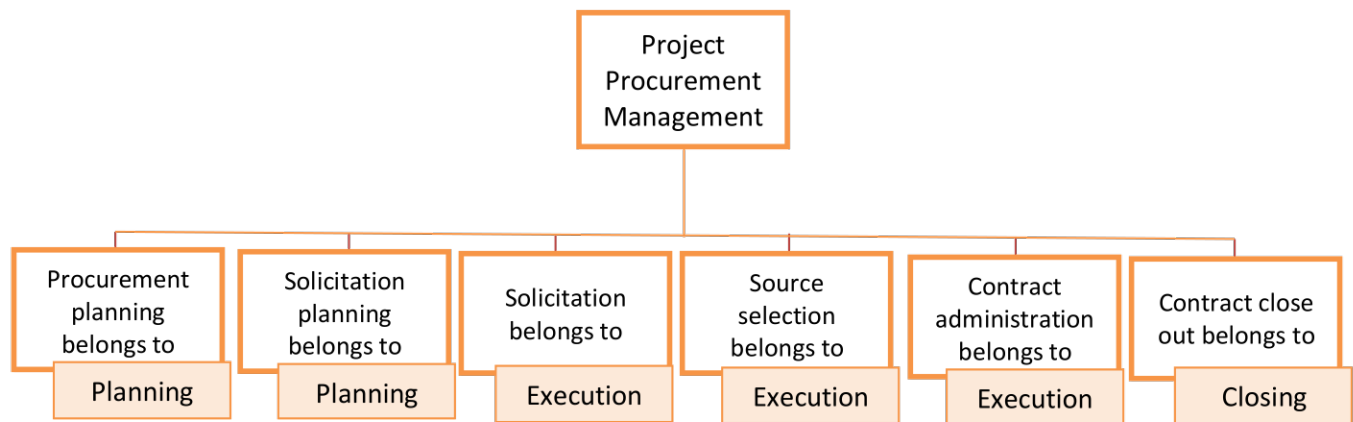 Project
Procurement
Management
Procurement
planning
belongs to
Planning
Solicitation
planning
belongs to
Planning
Solicitation
belongs to
Execution
Source
selection
belongs to
Execution
Contract
administration
belongs to
Execution
Contract close
out belongs to
Closing